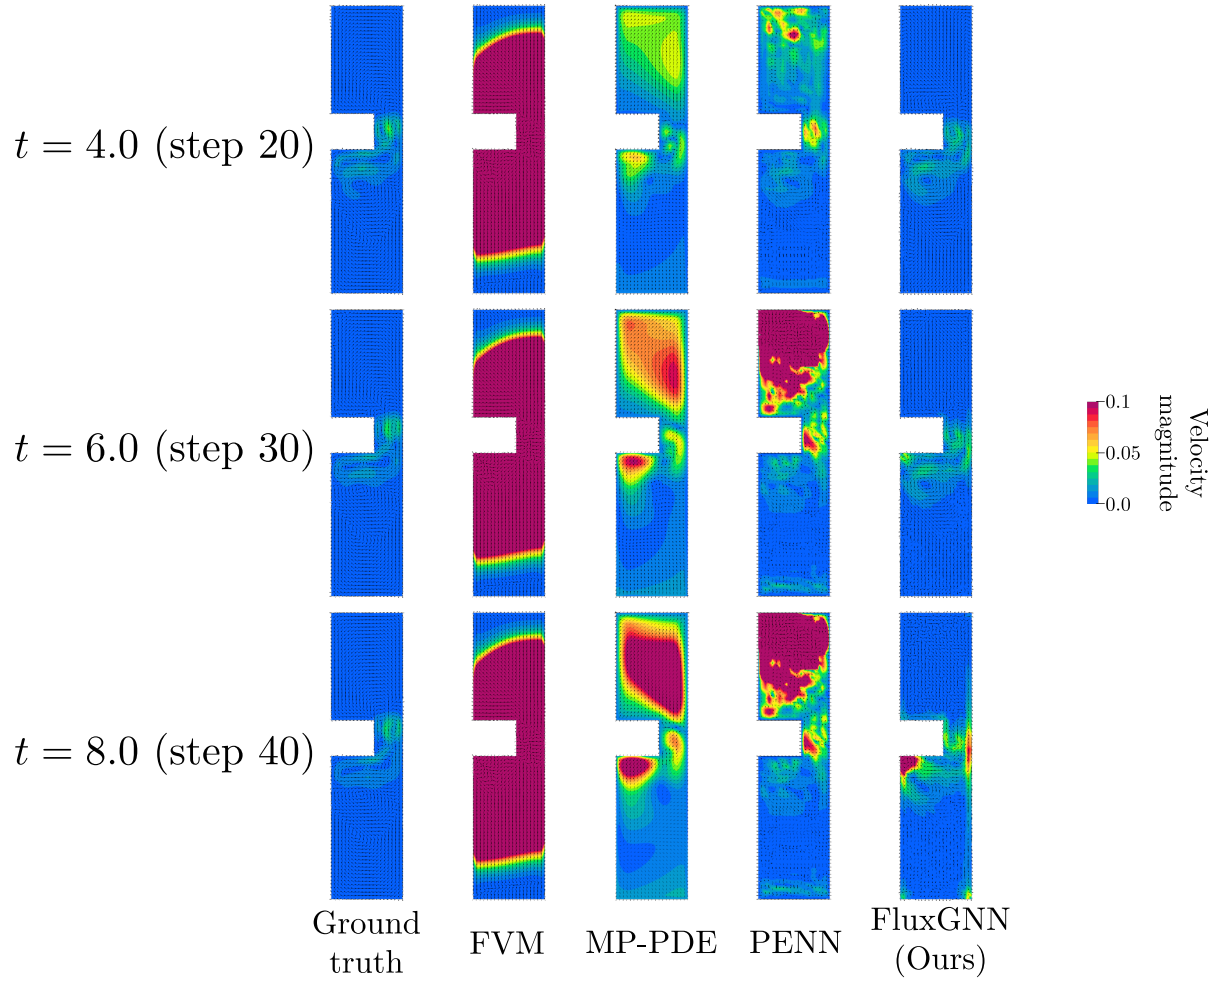 t = 4.0 (step 20)
t = 6.0 (step 30)
t = 8.0 (step 40)
0.1
0.05
0.0
Velocity
magnitude
Ground
truth
FVM
MP-PDE
PENN
FluxGNN
(Ours)